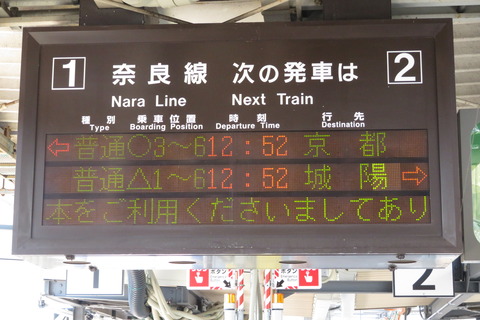 1 奈良線 次の発車は 2
Nara Line Next Train
種別 乗車位置 時刻 行先
Type Boarding Position Departure Time Destination
←普通○3～6 12:52 京都
普通△1～6 12:52 城陽→
本をご利用くださいましてあり
ボタン ボタン
2